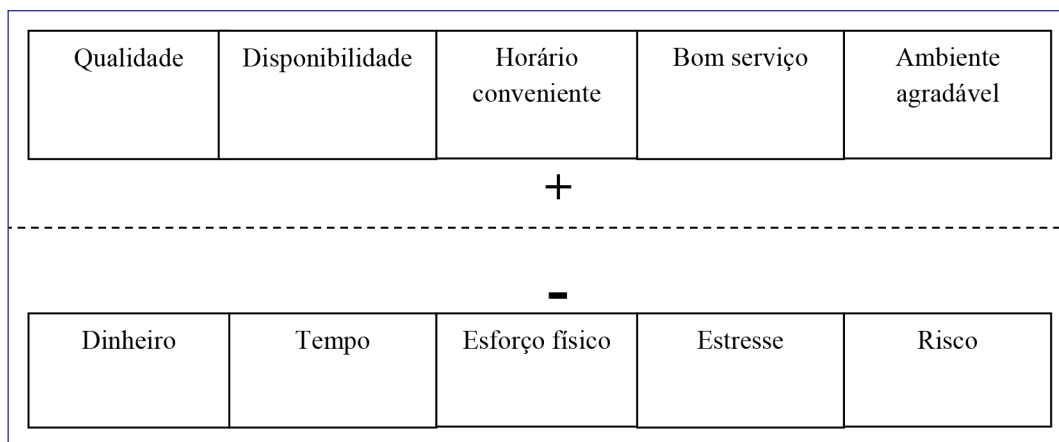 Qualidade
Disponibilidade
Horário
conveniente
Bom serviço
Ambiente
agradável
+
-
Dinheiro
Tempo
Esforço físico
Estresse
Risco